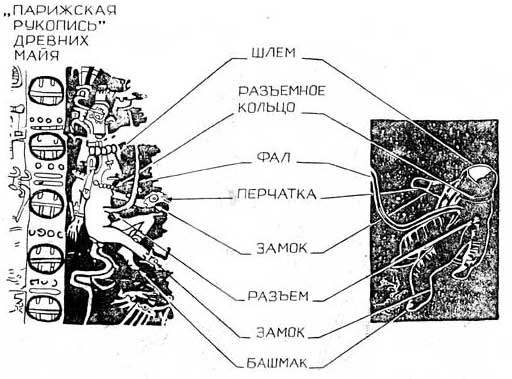 „ПАРИЖСКАЯ
РУКОПИСЬ”
ДРЕВНИХ
МАЙЯ
ШЛЕМ
РАЗЪЕМНОЕ
КОЛЬЦО
ФАЛ
ПЕРЧАТКА
ЗАМОК
РАЗЪЕМ
ЗАМОК
БАШМАК